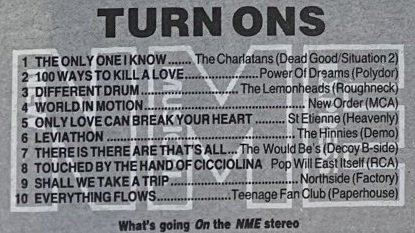 TURN ONS
1 THE ONLY ONE I KNOW....... The Charlatans (Dead Good/Situation 2)
2 100 WAYS TO KILL A LOVE.................Power Of Dreams (Polydor)
3 DIFFERENT DRUM.........................The Lemonheads (Roughneck)
4 WORLD IN MOTION................................... New Order (MCA)
5 ONLY LOVE CAN BREAK YOUR HEART ....... St Etienne (Heavenly)
6 LEVIATHON.......................................The Hinnies (Demo)
7 THERE IS THERE ARE THAT'S ALL...The Would Be's (Decoy B-side)
8 TOUCHED BY THE HAND OF CICCIOLINA Pop Will Eat Itself (RCA)
9 SHALL WE TAKE A TRIP...........................Northside (Factory)
10 EVERYTHING FLOWS................Teenage Fan Club (Paperhouse)
What's going On the NME stereo